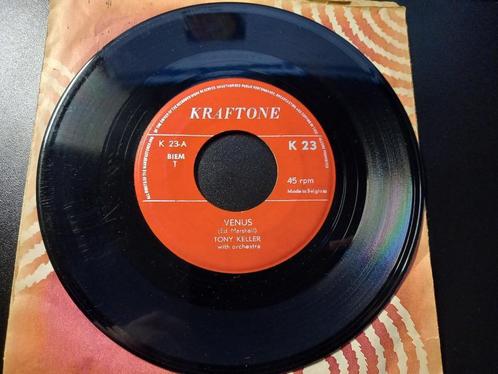 KRAFTONE
K 23-A
K 23
BIEM
T
45 rpm
Made in Belgium
VENUS
(Ed. Marshall)
TONY KELLER
with orchestra